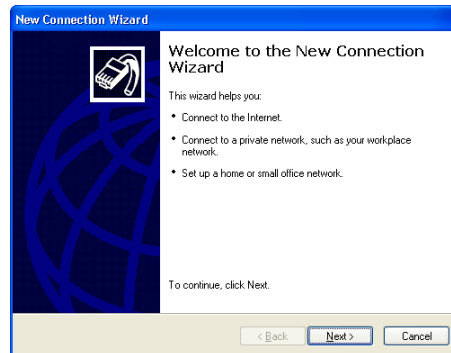 New Connection Wizard
Welcome to the New Connection
Wizard
This wizard helps you:
• Connect to the Internet.
• Connect to a private network, such as your workplace
network.
• Set up a home or small office network.
To continue, click Next.
< Back
Next >
Cancel